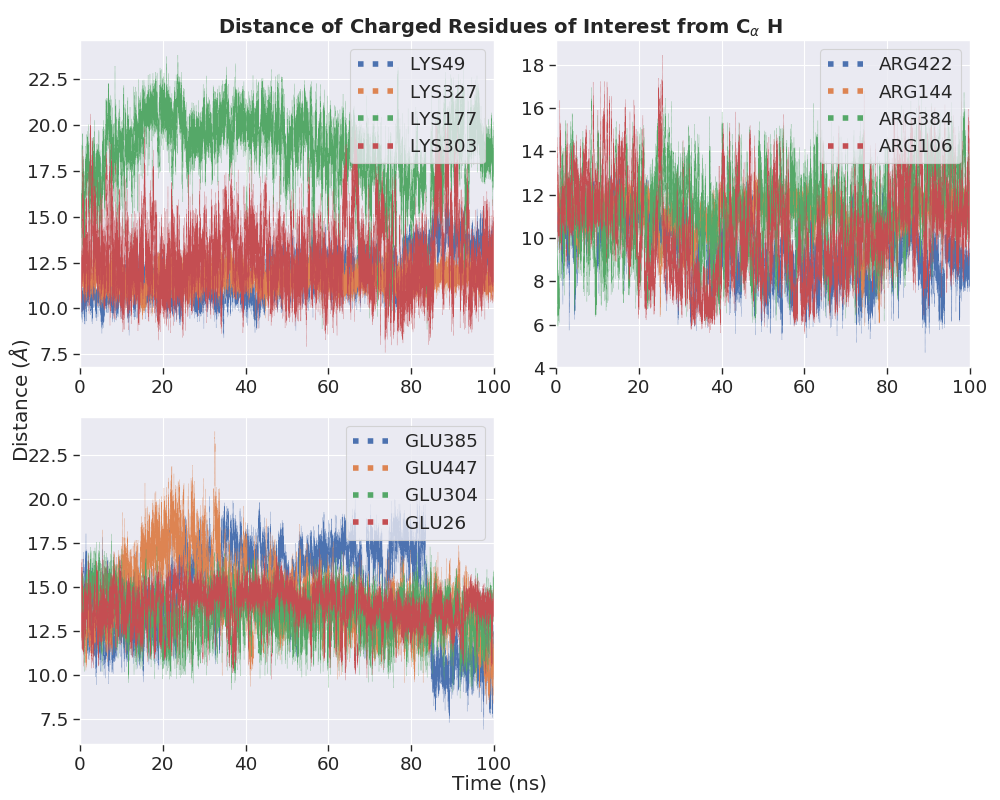 Distance of Charged Residues of Interest from Cα H
22.5
20.0
17.5
15.0
12.5
10.0
7.5
0
20
40
60
80
100
LYS49
LYS327
LYS177
LYS303
18
16
14
12
10
8
6
4
0
20
40
60
80
100
ARG422
ARG144
ARG384
ARG106
Distance (Å)
22.5
20.0
17.5
15.0
12.5
10.0
7.5
0
20
40
60
80
100
GLU385
GLU447
GLU304
GLU26
Time (ns)